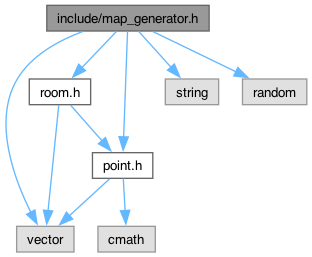 include/map_generator.h
room.h
string
random
point.h
vector
cmath